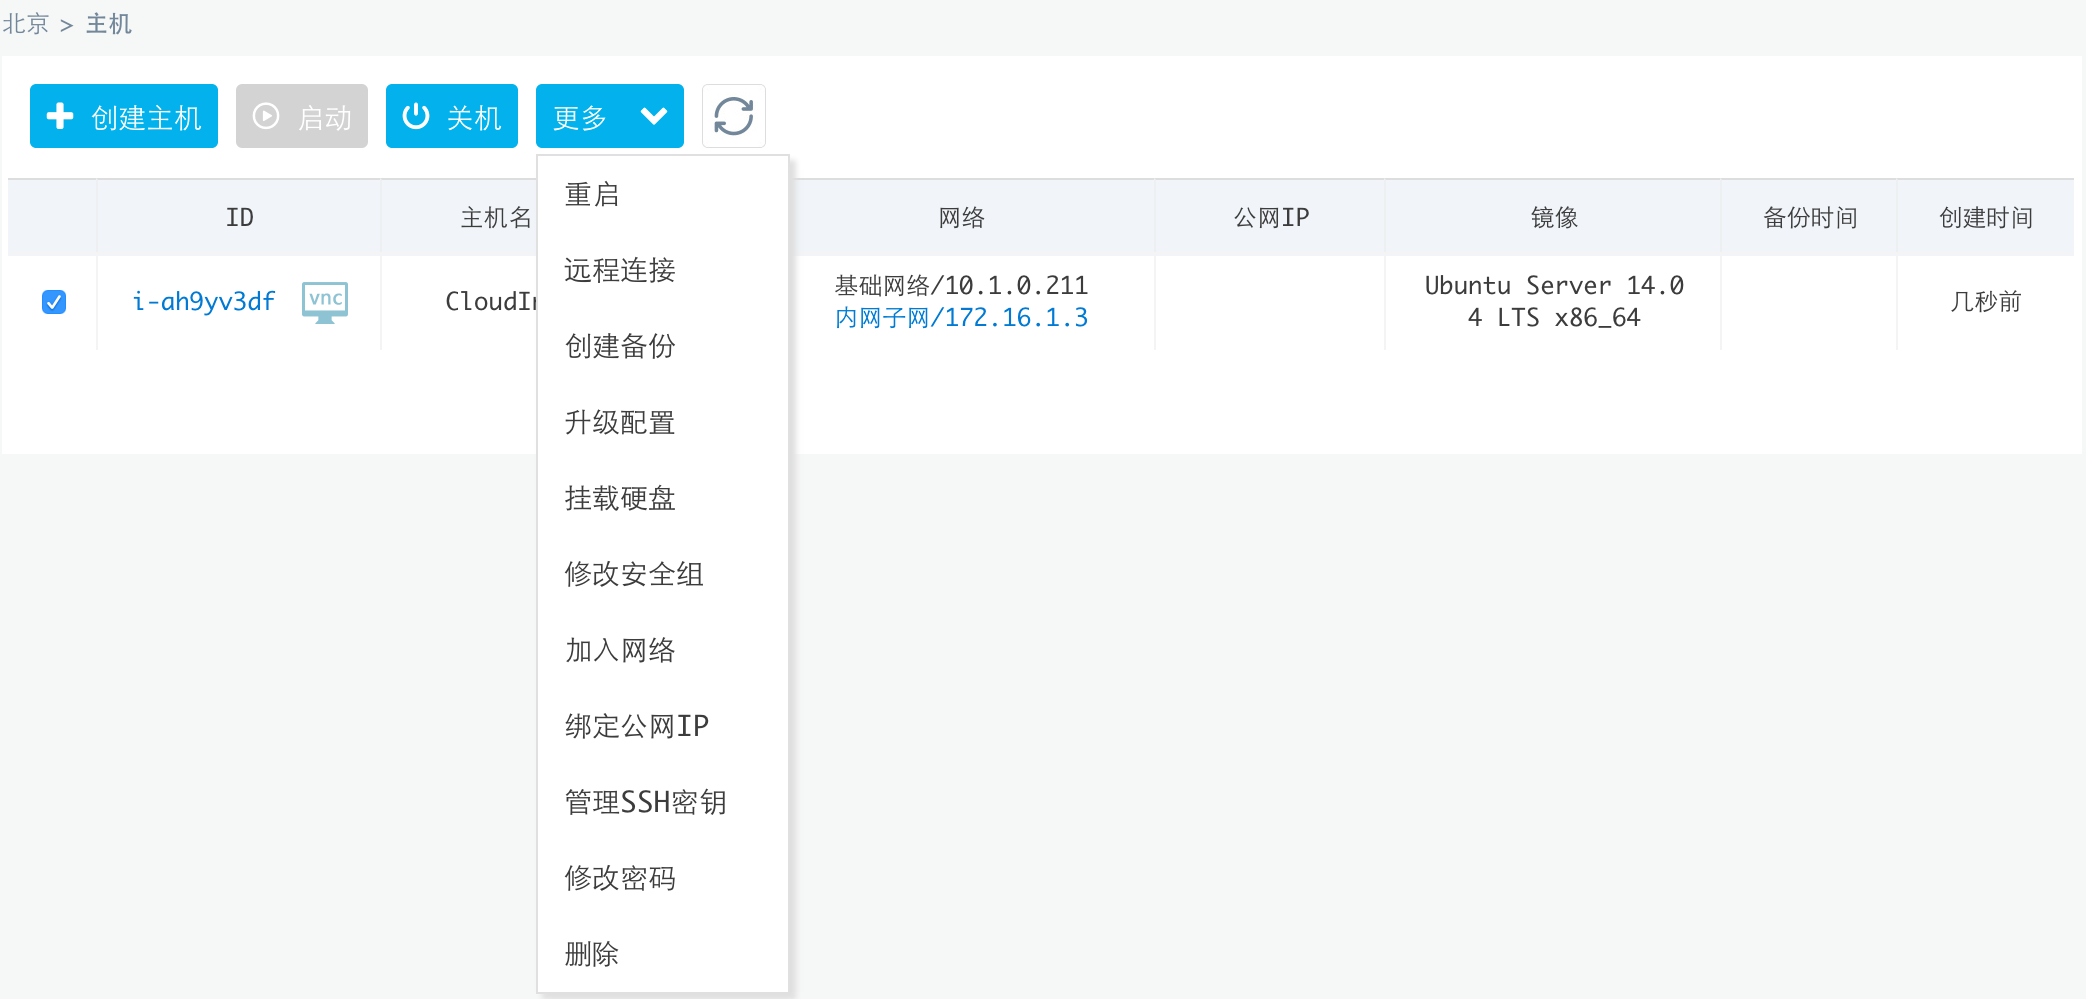 北京 > 主机
创建主机 启动 关机 更多
ID 主机名 网络 公网IP 镜像 备份时间 创建时间
i-ah9yv3df vnc 基础网络/10.1.0.211 Ubuntu Server 14.0 几秒前
内网子网/172.16.1.3 4 LTS x86_64
重启
远程连接
创建备份
升级配置
挂载硬盘
修改安全组
加入网络
绑定公网IP
管理SSH密钥
修改密码
删除